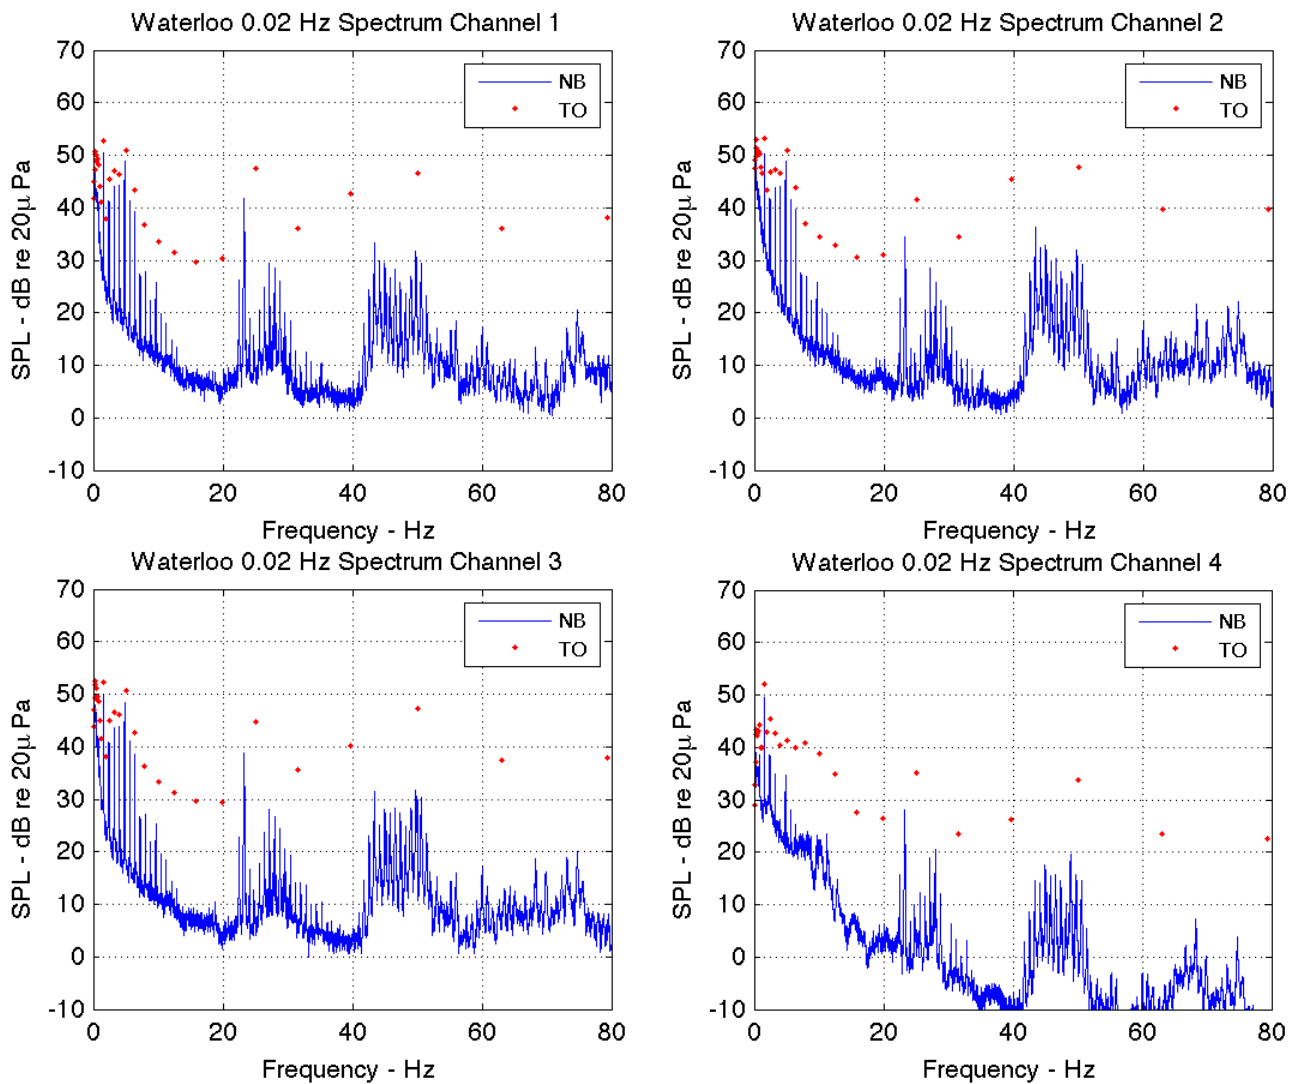 Waterloo 0.02 Hz Spectrum Channel 1
70
60
50
40
30
20
10
0
-10
SPL - dB re 20μ Pa
NB
TO
0 20 40 60 80
Frequency - Hz
Waterloo 0.02 Hz Spectrum Channel 2
70
60
50
40
30
20
10
0
-10
SPL - dB re 20μ Pa
NB
TO
0 20 40 60 80
Frequency - Hz
Waterloo 0.02 Hz Spectrum Channel 3
70
60
50
40
30
20
10
0
-10
SPL - dB re 20μ Pa
NB
TO
0 20 40 60 80
Frequency - Hz
Waterloo 0.02 Hz Spectrum Channel 4
70
60
50
40
30
20
10
0
-10
SPL - dB re 20μ Pa
NB
TO
0 20 40 60 80
Frequency - Hz